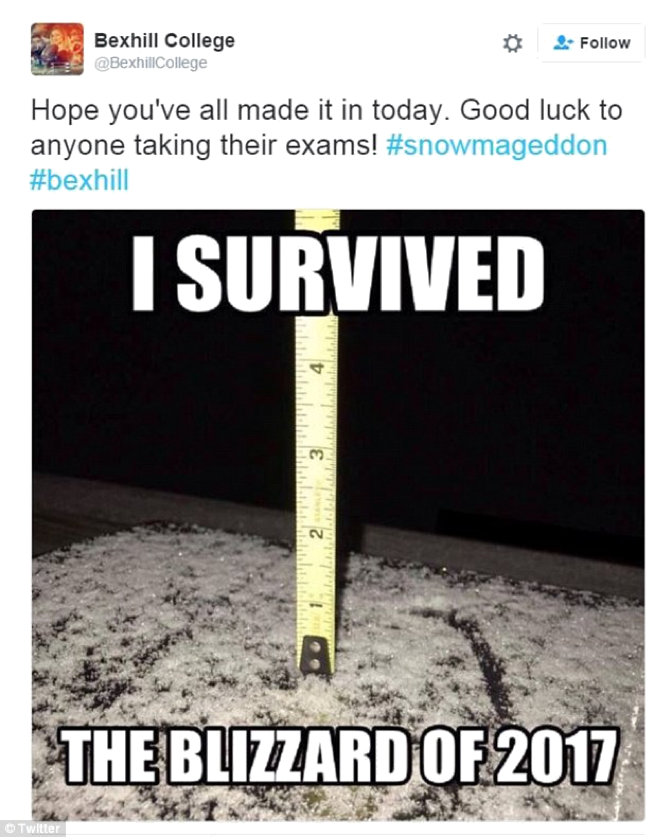 Bexhill College
@BexhillCollege
Follow
Hope you've all made it in today. Good luck to
anyone taking their exams! #snowmageddon
#bexhill
I SURVIVED
4
3
2
1
THE BLIZZARD OF 2017
© Twitter